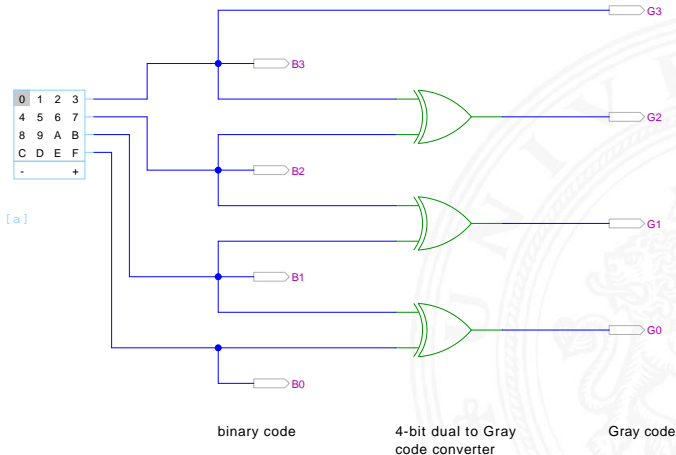 G3
B3
0 1 2 3
4 5 6 7
8 9 A B
C D E F
- +
G2
B2
[a]
G1
B1
G0
B0
binary code
4-bit dual to Gray
code converter
Gray code